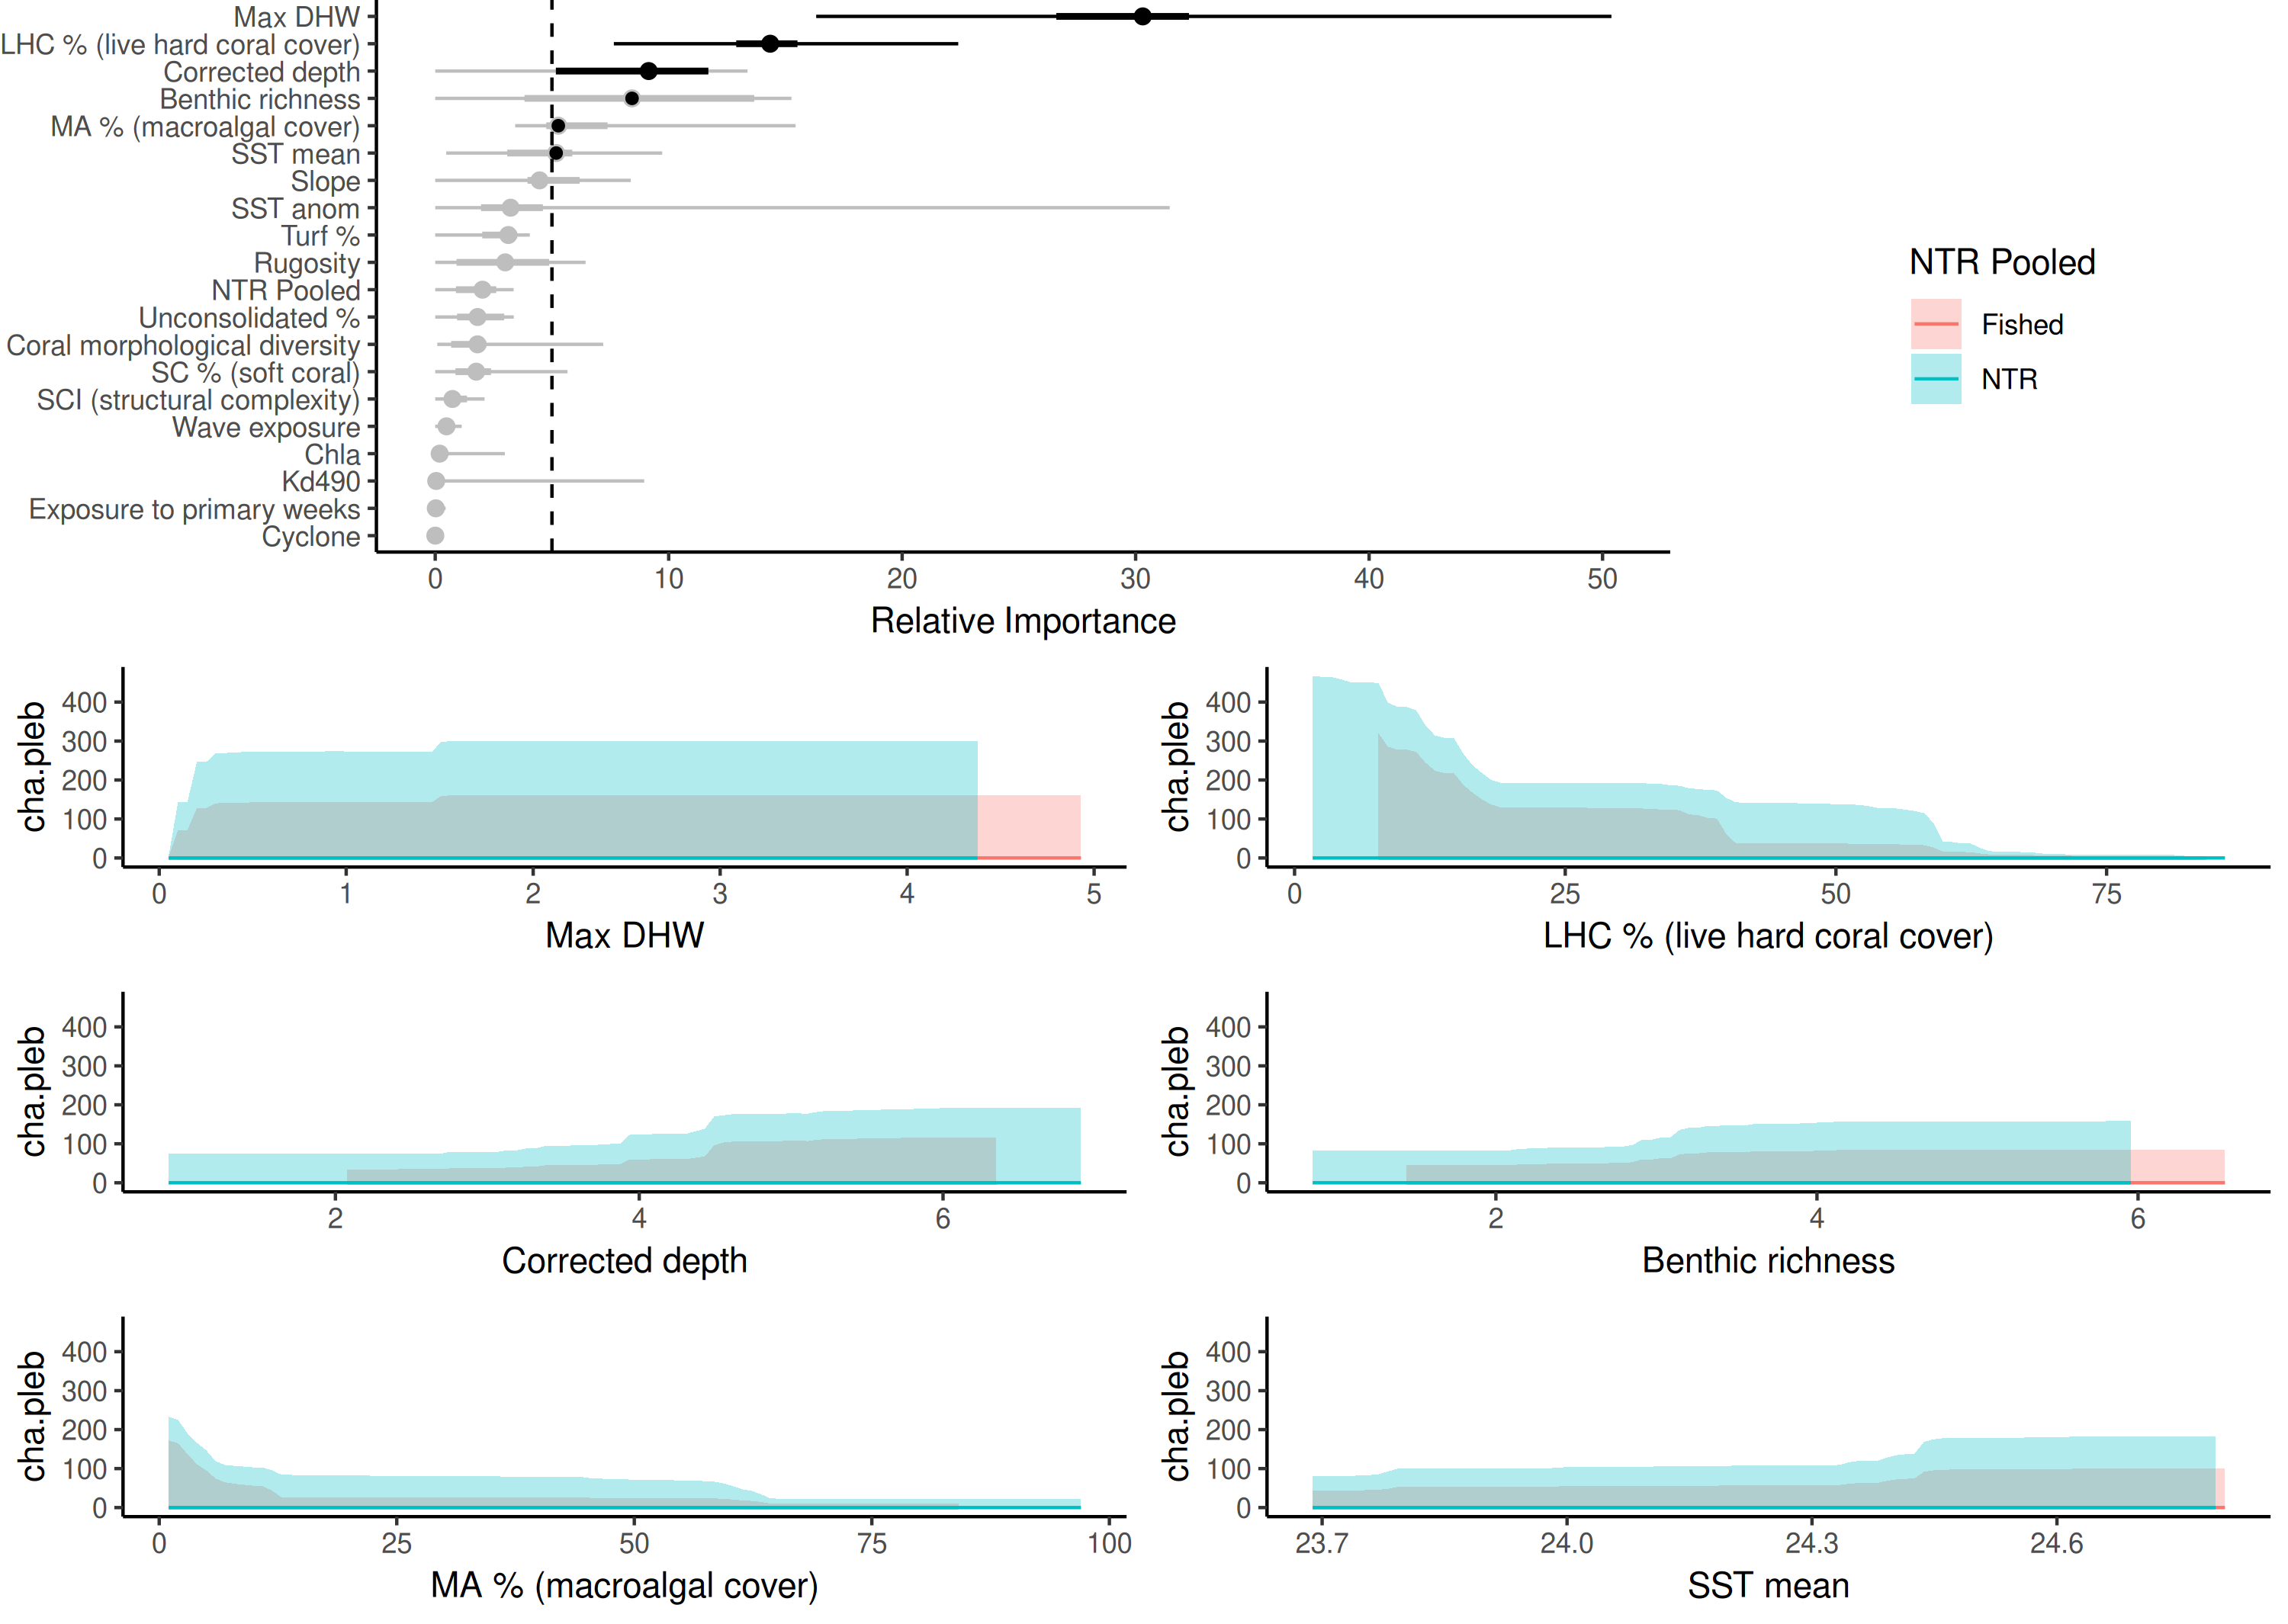 Max DHW
LHC % (live hard coral cover)
Corrected depth
Benthic richness
MA % (macroalgal cover)
SST mean
Slope
SST anom
Turf %
Rugosity
NTR Pooled
Unconsolidated %
Coral morphological diversity
SC % (soft coral)
SCI (structural complexity)
Wave exposure
Chla
Kd490
Exposure to primary weeks
Cyclone
0 10 20 30 40 50
Relative Importance
NTR Pooled
Fished
NTR
cha.pleb
400
300
200
100
0
0 1 2 3 4 5
Max DHW
cha.pleb
400
300
200
100
0
0 25 50 75
LHC % (live hard coral cover)
cha.pleb
400
300
200
100
0
2 4 6
Corrected depth
cha.pleb
400
300
200
100
0
2 4 6
Benthic richness
cha.pleb
400
300
200
100
0
0 25 50 75 100
MA % (macroalgal cover)
cha.pleb
400
300
200
100
0
23.7 24.0 24.3 24.6
SST mean